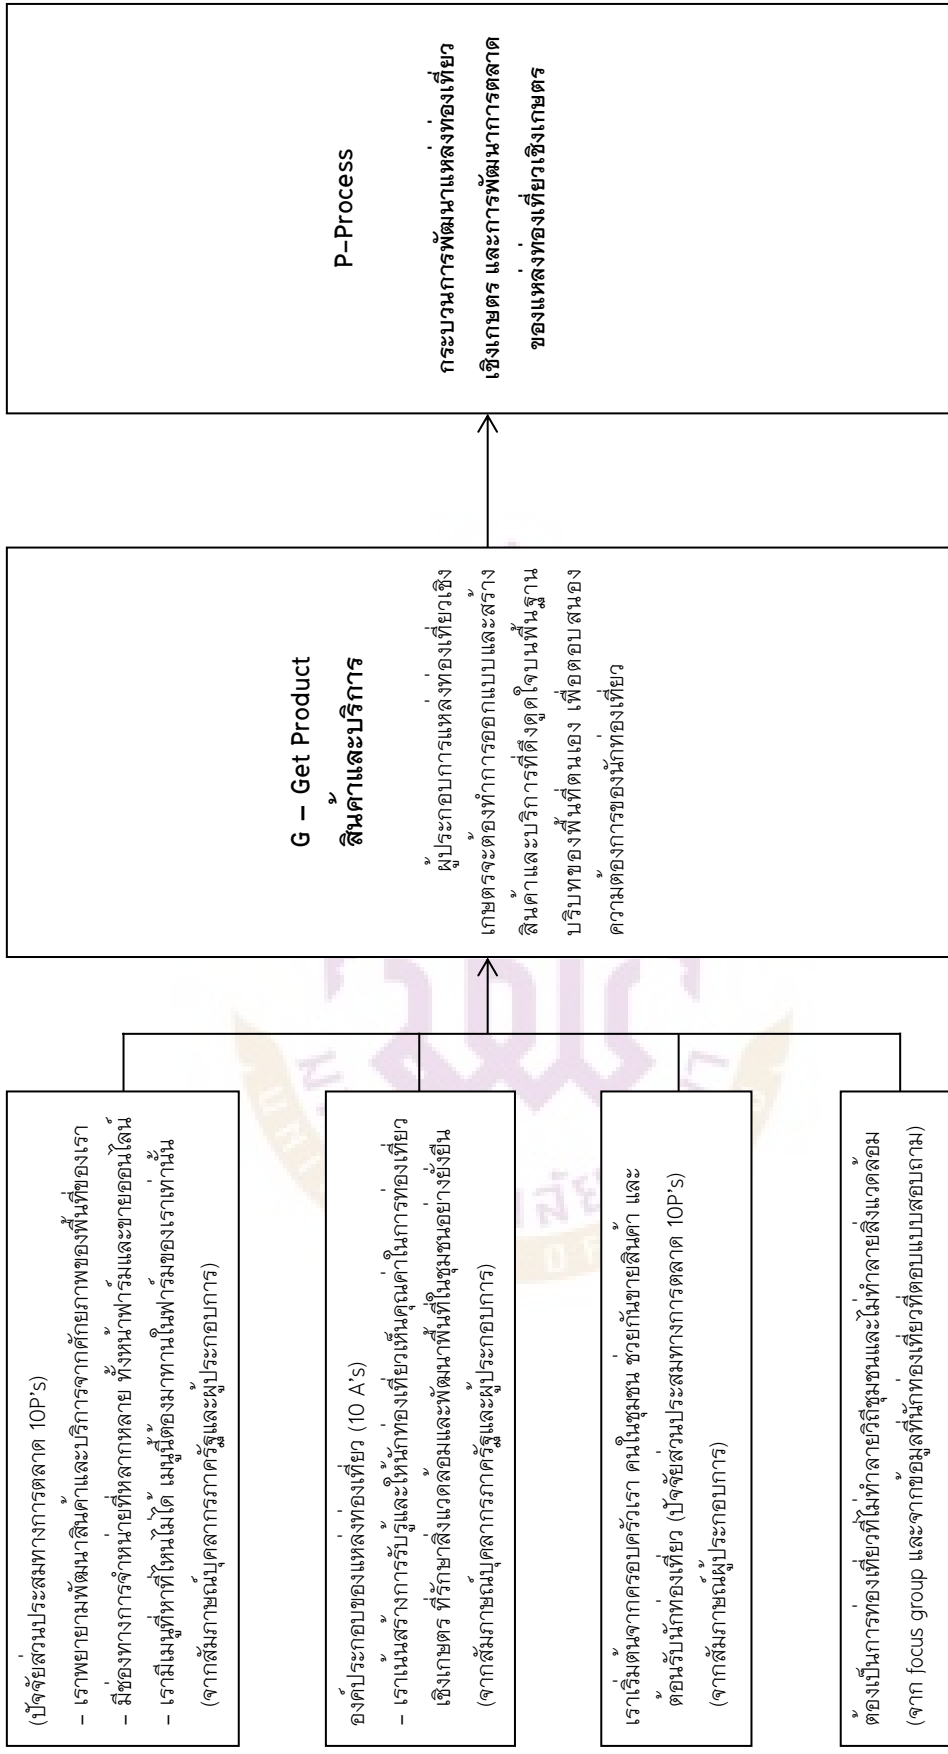 (ปัจจัยส่วนประสมทางการตลาด 10P's)
– เราพยายามพัฒนาสินค้าและบริการจากศักยภาพของพื้นที่ของเรา
– มีช่องทางการจำหน่ายที่หลากหลาย ทั้งหน้าฟาร์มและขายออนไลน์
– เรามีเมนูที่หาที่ไหนไม่ได้ เมนูนี้ต้องมาทานในฟาร์มของเราเท่านั้น
(จากสัมภาษณ์บุคลากรภาครัฐและผู้ประกอบการ)
องค์ประกอบของแหล่งท่องเที่ยว (10 A's)
– เราเน้นสร้างการรับรู้และให้นักท่องเที่ยวเห็นคุณค่าในการท่องเที่ยว
เชิงเกษตร ที่รักษาสิ่งแวดล้อมและพัฒนาพื้นที่ในชุมชนอย่างยั่งยืน
(จากสัมภาษณ์บุคลากรภาครัฐและผู้ประกอบการ)
เราเริ่มต้นจากครอบครัวเรา คนในชุมชน ช่วยกันขายสินค้า และ
ต้อนรับนักท่องเที่ยว (ปัจจัยส่วนประสมทางการตลาด 10P's)
(จากสัมภาษณ์ผู้ประกอบการ)
ต้องเป็นการท่องเที่ยวที่ไม่ทำลายวิถีชุมชนและไม่ทำลายสิ่งแวดล้อม
(จาก focus group และจากข้อมูลที่นักท่องเที่ยวที่ตอบแบบสอบถาม)
G – Get Product
สินค้าและบริการ
ผู้ประกอบการแหล่งท่องเที่ยวเชิง
เกษตรจะต้องทำการออกแบบและสร้าง
สินค้าและบริการที่ดึงดูดใจบนพื้นฐาน
บริบทของพื้นที่ตนเอง เพื่อตอบสนอง
ความต้องการของนักท่องเที่ยว
P–Process
กระบวนการพัฒนาแหล่งท่องเที่ยว
เชิงเกษตร และการพัฒนาการตลาด
ของแหล่งท่องเที่ยวเชิงเกษตร